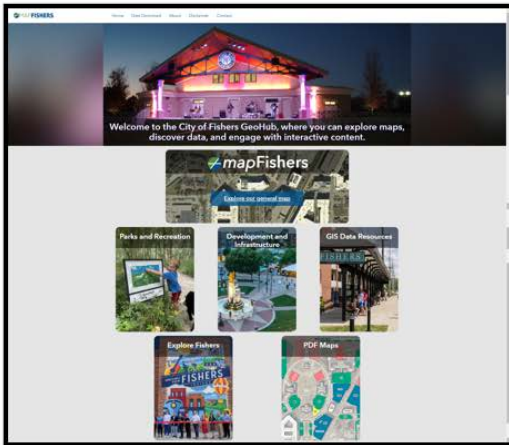 MAP FISHERS
Home Data Download About Disclaimer Contact
Welcome to the City of Fishers GeoHub, where you can explore maps,
discover data, and engage with interactive content.
mapFishers
Explore our general map
Parks and Recreation
Development and
Infrastructure
GIS Data Resources
FISHERS
Explore Fishers
FISHERS
PDF Maps